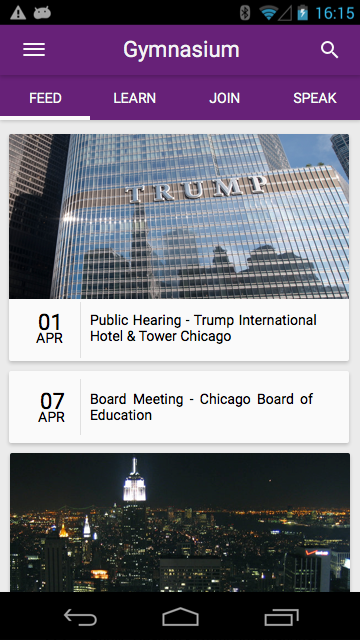 16:15
Gymnasium
FEED LEARN JOIN SPEAK
TRUMP
01
APR
Public Hearing - Trump International
Hotel & Tower Chicago
07
APR
Board Meeting - Chicago Board of
Education